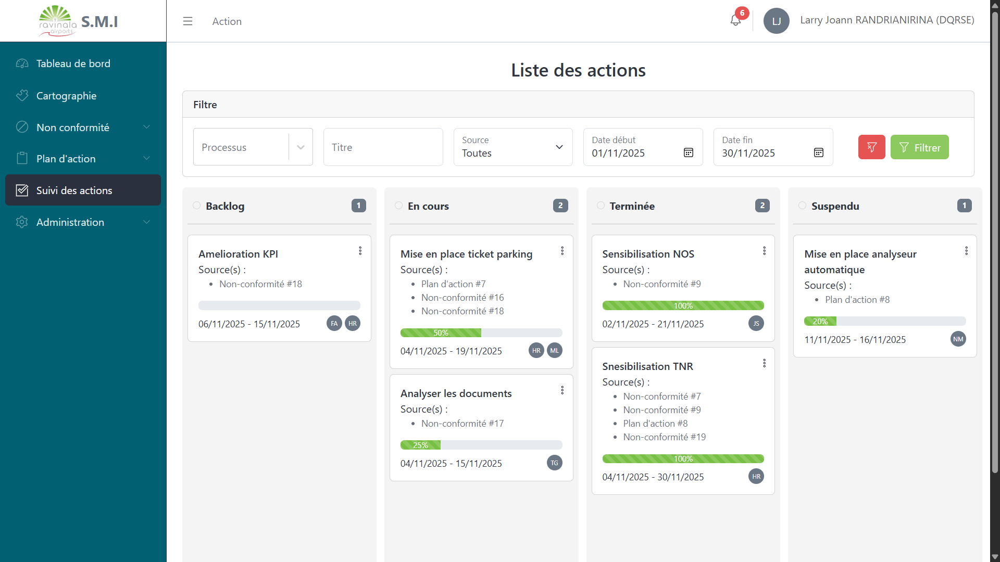 ravinala
airports
S.M.I
Action
6
LJ
Larry Joann RANDRIANIRINA (DQRSE)
Tableau de bord
Cartographie
Non conformité
Plan d'action
Suivi des actions
Administration
Liste des actions
Filtre
Processus
Titre
Source
Toutes
Date début
01/11/2025
Date fin
30/11/2025
Filtrer
Backlog
1
Amelioration KPI
Source(s) :
Non-conformité #18
06/11/2025 - 15/11/2025
FA
HR
En cours
2
Mise en place ticket parking
Source(s) :
Plan d'action #7
Non-conformité #16
Non-conformité #18
50%
04/11/2025 - 19/11/2025
HR
ML
Analyser les documents
Source(s) :
Non-conformité #17
25%
04/11/2025 - 15/11/2025
TG
Terminée
2
Sensibilisation NOS
Source(s) :
Non-conformité #9
100%
02/11/2025 - 21/11/2025
JS
Snesibilisation TNR
Source(s) :
Non-conformité #7
Non-conformité #9
Plan d'action #8
Non-conformité #19
100%
04/11/2025 - 30/11/2025
HR
Suspendu
1
Mise en place analyseur
automatique
Source(s) :
Plan d'action #8
20%
11/11/2025 - 16/11/2025
NM